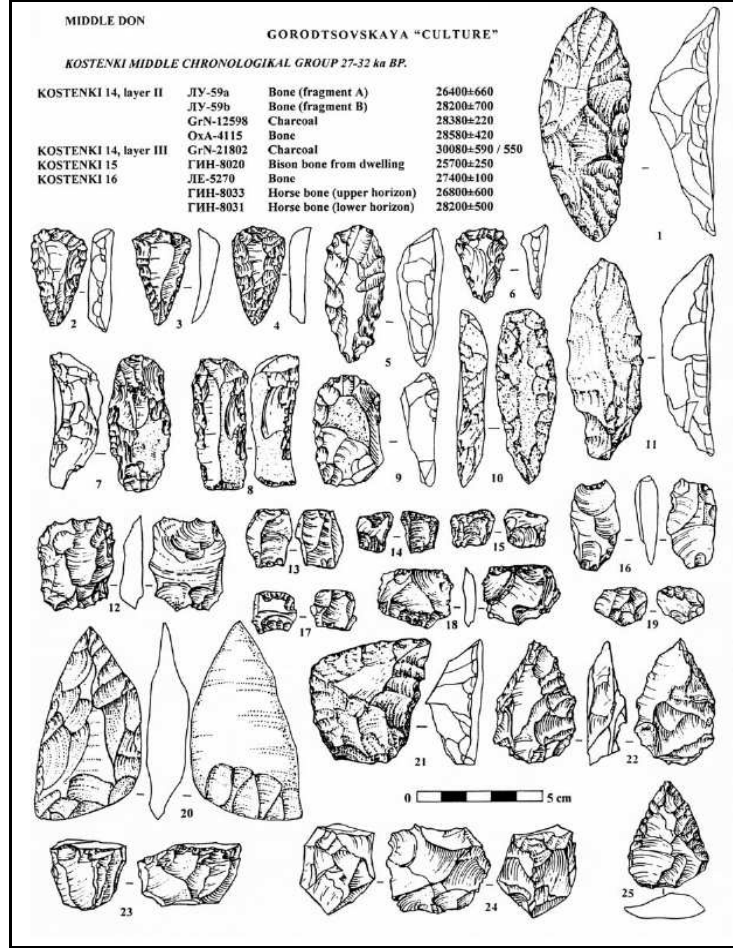 MIDDLE DON
GORODTSOVSKAYA “CULTURE”
KOSTENKI MIDDLE CHRONOLOGIKAL GROUP 27-32 ka BP.
KOSTENKI 14, layer II ЛУ-59a Bone (fragment A) 26400±660
ЛУ-59b Bone (fragment B) 28200±700
GrN-12598 Charcoal 28380±220
OxA-4115 Bone 28580±420
KOSTENKI 14, layer III GrN-21802 Charcoal 30080±590 / 550
KOSTENKI 15 ГИН-8020 Bison bone from dwelling 25700±250
KOSTENKI 16 ЛЕ-5270 Bone 27400±100
ГИН-8033 Horse bone (upper horizon) 26800±600
ГИН-8031 Horse bone (lower horizon) 28200±500
1
2
3
4
5
6
7
8
9
10
11
12
13
14
15
16
17
18
19
20
21
22
0 5 cm
23
24
25